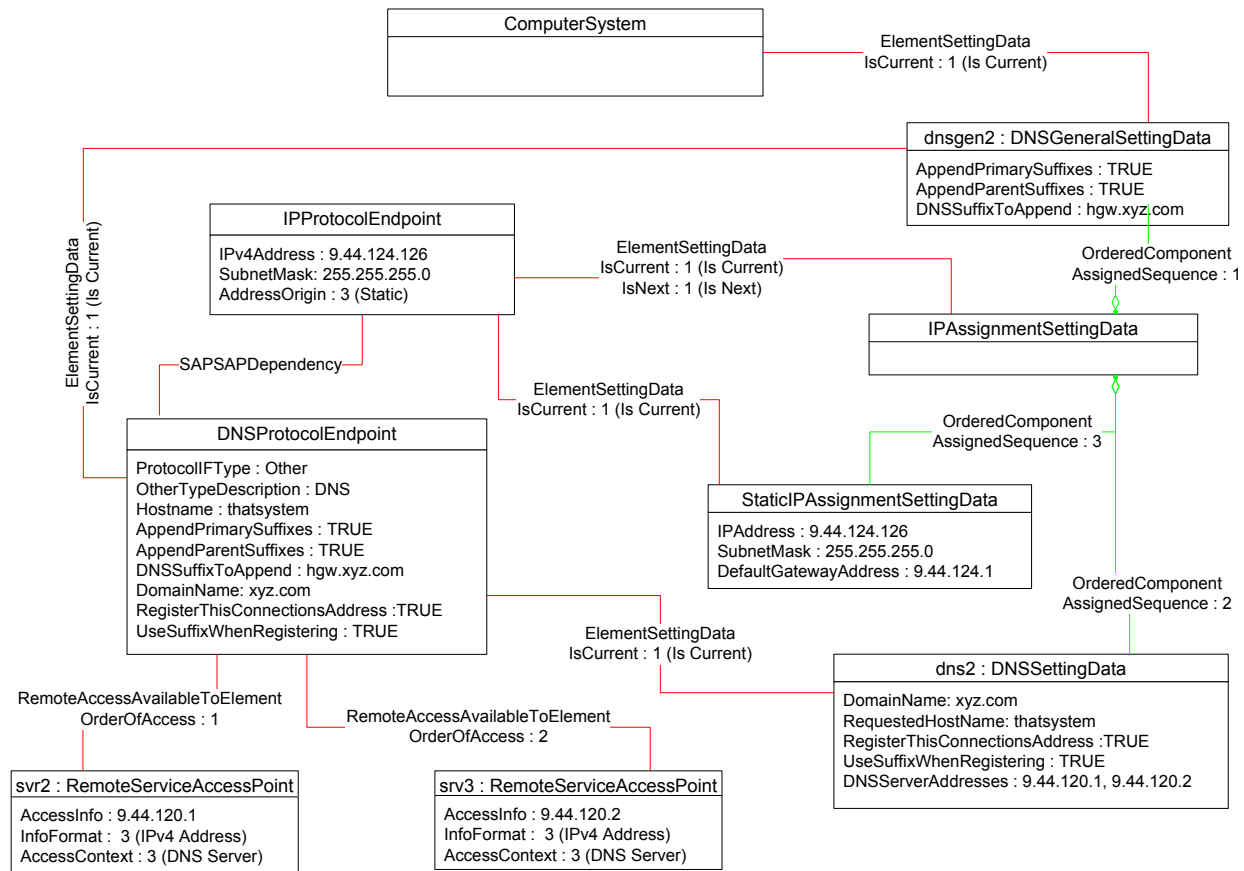 ComputerSystem
ElementSettingData
IsCurrent : 1 (Is Current)
dnsgen2 : DNSGeneralSettingData
AppendPrimarySuffixes : TRUE
AppendParentSuffixes : TRUE
DNSSuffixToAppend : hgw.xyz.com
ElementSettingData
IsCurrent : 1 (Is Current)
IPProtocolEndpoint
IPv4Address : 9.44.124.126
SubnetMask: 255.255.255.0
AddressOrigin : 3 (Static)
ElementSettingData
IsCurrent : 1 (Is Current)
IsNext : 1 (Is Next)
OrderedComponent
AssignedSequence : 1
IPAssignmentSettingData
SAPSAPDependency
ElementSettingData
IsCurrent : 1 (Is Current)
OrderedComponent
AssignedSequence : 3
DNSProtocolEndpoint
ProtocolIFType : Other
OtherTypeDescription : DNS
Hostname : thatsystem
AppendPrimarySuffixes : TRUE
AppendParentSuffixes : TRUE
DNSSuffixToAppend : hgw.xyz.com
DomainName: xyz.com
RegisterThisConnectionsAddress :TRUE
UseSuffixWhenRegistering : TRUE
StaticIPAssignmentSettingData
IPAddress : 9.44.124.126
SubnetMask : 255.255.255.0
DefaultGatewayAddress : 9.44.124.1
OrderedComponent
AssignedSequence : 2
ElementSettingData
IsCurrent : 1 (Is Current)
dns2 : DNSSettingData
DomainName: xyz.com
RequestedHostName: thatsystem
RegisterThisConnectionsAddress :TRUE
UseSuffixWhenRegistering : TRUE
DNSServerAddresses : 9.44.120.1, 9.44.120.2
RemoteAccessAvailableToElement
OrderOfAccess : 1
RemoteAccessAvailableToElement
OrderOfAccess : 2
svr2 : RemoteServiceAccessPoint
AccessInfo : 9.44.120.1
InfoFormat :  3 (IPv4 Address)
AccessContext : 3 (DNS Server)
srv3 : RemoteServiceAccessPoint
AccessInfo : 9.44.120.2
InfoFormat :  3 (IPv4 Address)
AccessContext : 3 (DNS Server)